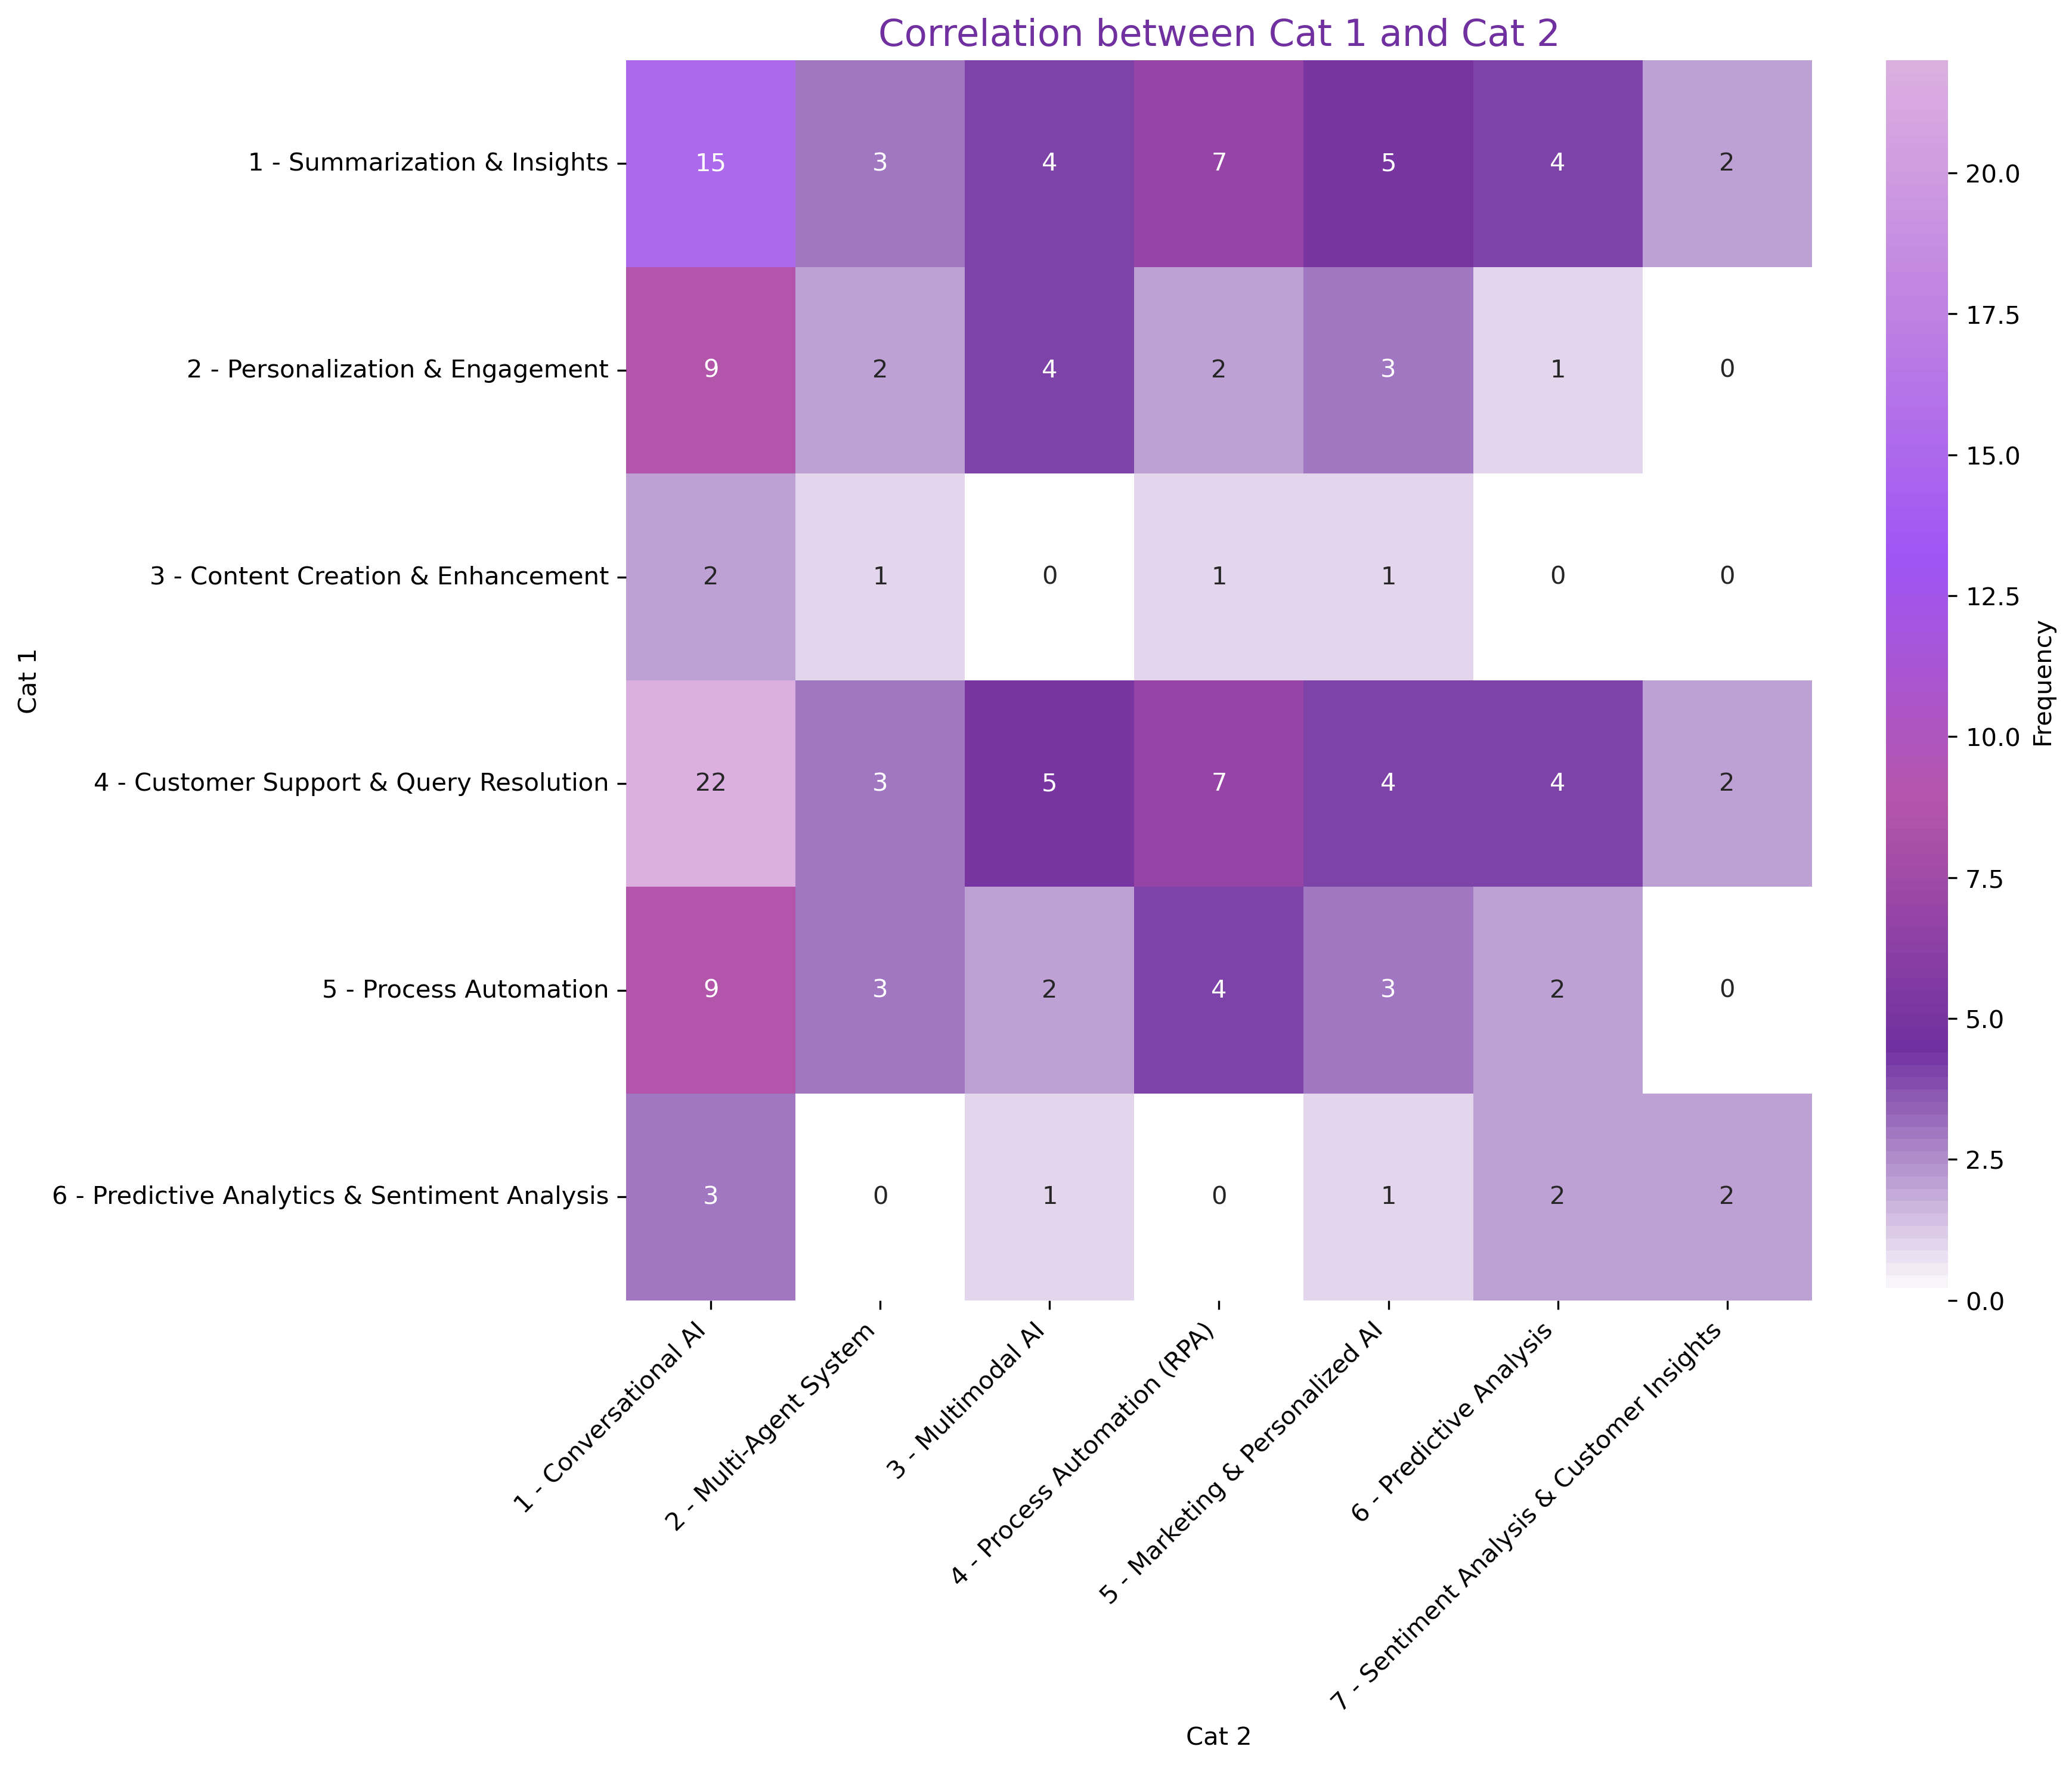 Correlation between Cat 1 and Cat 2
1 - Summarization & Insights 15 3 4 7 5 4 2
2 - Personalization & Engagement 9 2 4 2 3 1 0
3 - Content Creation & Enhancement 2 1 0 1 1 0 0
4 - Customer Support & Query Resolution 22 3 5 7 4 4 2
5 - Process Automation 9 3 2 4 3 2 0
6 - Predictive Analytics & Sentiment Analysis 3 0 1 0 1 2 2
Cat 1
1 - Conversational AI
2 - Multi-Agent System
3 - Multimodal AI
4 - Process Automation (RPA)
5 - Marketing & Personalized AI
6 - Predictive Analysis
7 - Sentiment Analysis & Customer Insights
Cat 2
20.0
17.5
15.0
12.5
10.0
7.5
5.0
2.5
0.0
Frequency